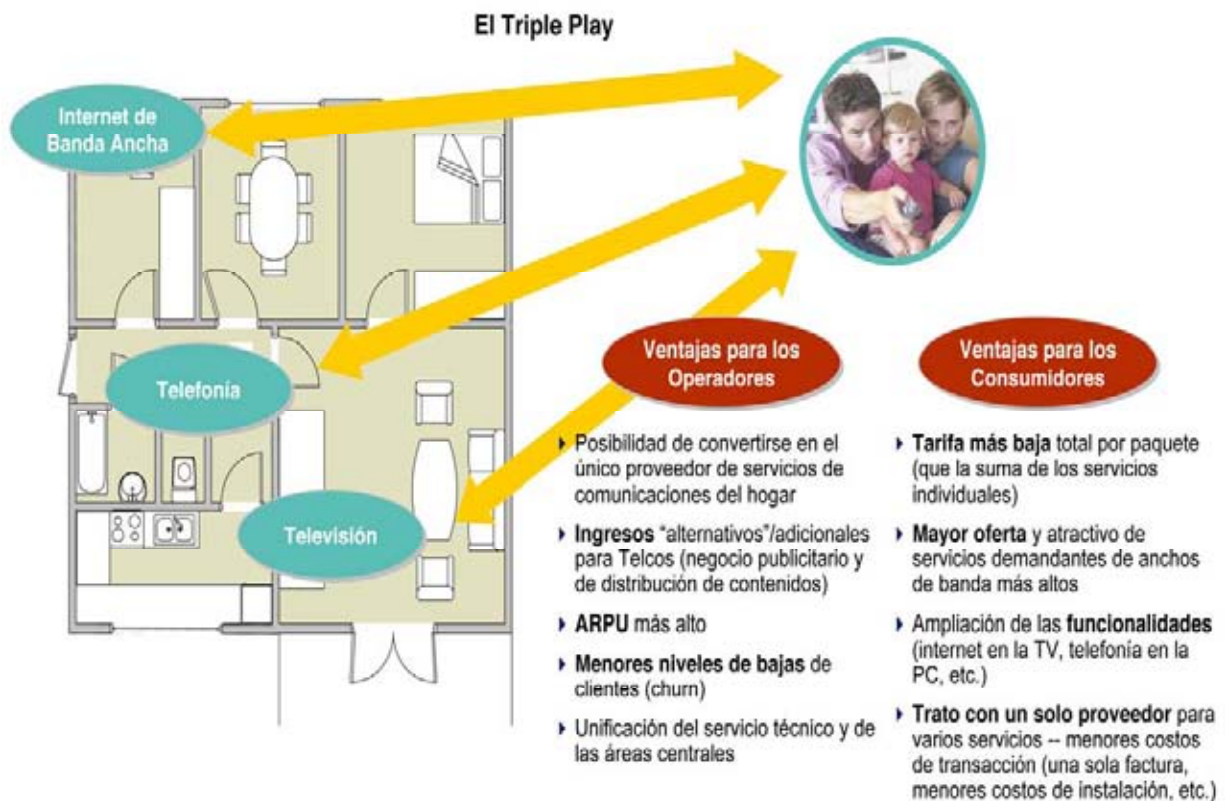 El Triple Play
Internet de
Banda Ancha
Telefonía
Televisión
Ventajas para los
Operadores
Posibilidad de convertirse en el
único proveedor de servicios de
comunicaciones del hogar
Ingresos “alternativos”/adicionales
para Telcos (negocio publicitario y
de distribución de contenidos)
ARPU más alto
Menores niveles de bajas de
clientes (churn)
Unificación del servicio técnico y de
las áreas centrales
Ventajas para los
Consumidores
Tarifa más baja total por paquete
(que la suma de los servicios
individuales)
Mayor oferta y atractivo de
servicios demandantes de anchos
de banda más altos
Ampliación de las funcionalidades
(internet en la TV, telefonía en la
PC, etc.)
Trato con un solo proveedor para
varios servicios -- menores costos
de transacción (una sola factura,
menores costos de instalación, etc.)